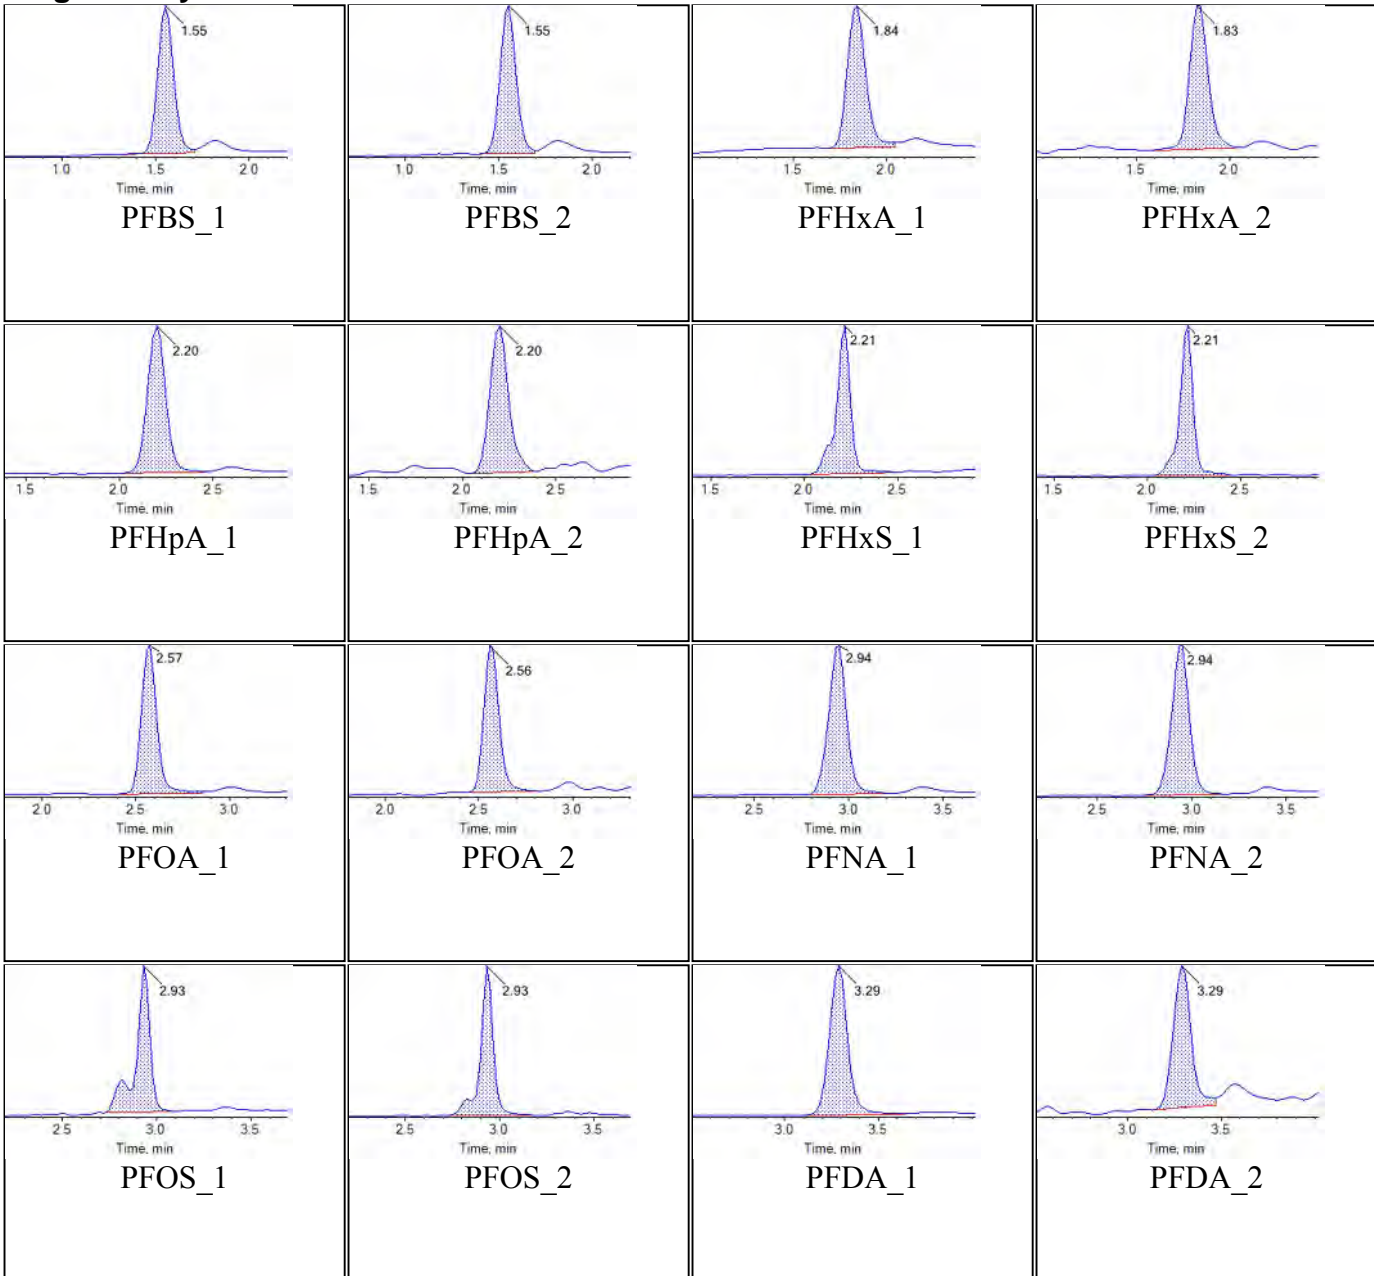 1.55 1.55 1.84 1.83
1.0 1.5 2.0 1.0 1.5 2.0 1.5 2.0 1.5 2.0
Time, min Time, min Time, min Time, min
PFBS_1 PFBS_2 PFHxA_1 PFHxA_2
2.20 2.20 2.21 2.21
1.5 2.0 2.5 1.5 2.0 2.5 1.5 2.0 2.5 1.5 2.0 2.5
Time, min Time, min Time, min Time, min
PFHpA_1 PFHpA_2 PFHxS_1 PFHxS_2
2.57 2.56 2.94 2.94
2.0 2.5 3.0 2.0 2.5 3.0 2.5 3.0 3.5 2.5 3.0 3.5
Time, min Time, min Time, min Time, min
PFOA_1 PFOA_2 PFNA_1 PFNA_2
2.93 2.93 3.29 3.29
2.5 3.0 3.5 2.5 3.0 3.5 3.0 3.5 3.0 3.5
Time, min Time, min Time, min Time, min
PFOS_1 PFOS_2 PFDA_1 PFDA_2